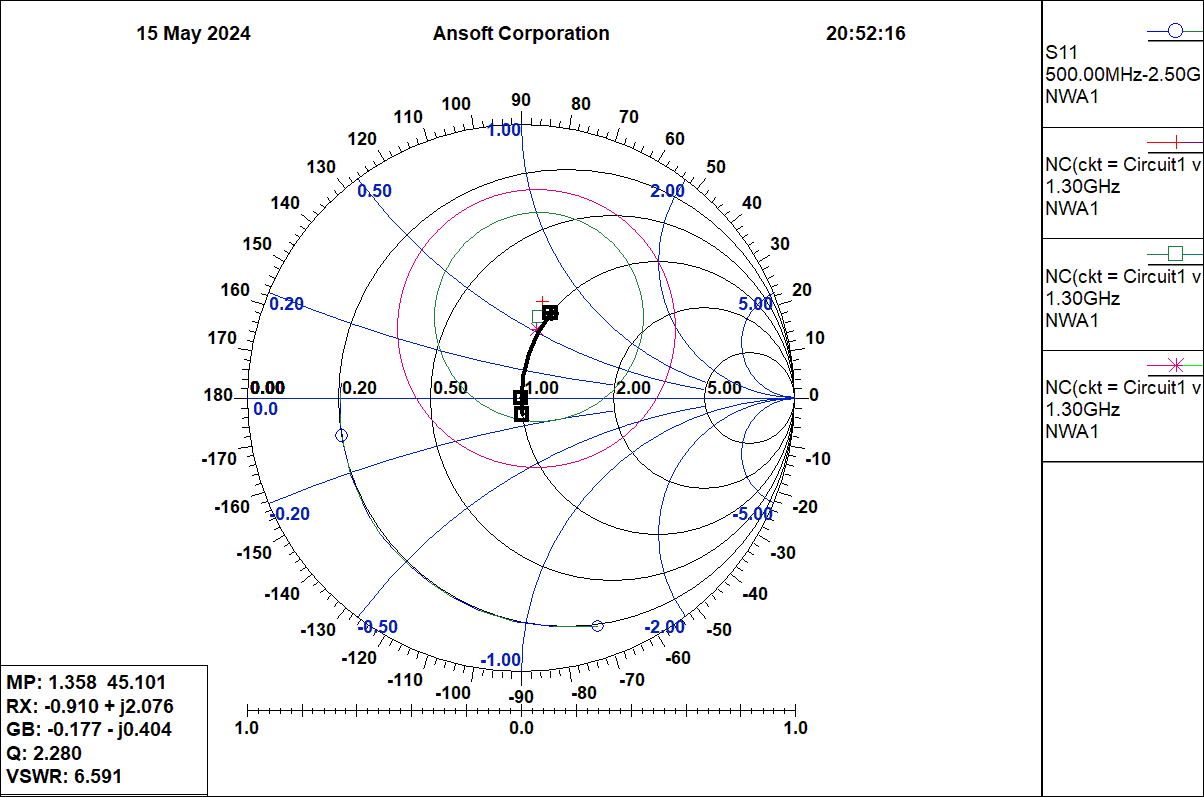 15 May 2024 Ansoft Corporation 20:52:16
S11
500.00MHz-2.50G
NWA1
NC(ckt = Circuit1 v
1.30GHz
NWA1
NC(ckt = Circuit1 v
1.30GHz
NWA1
NC(ckt = Circuit1 v
1.30GHz
NWA1
90
100 80
110 70
1.00
120 60
130 50
0.50 2.00
140 40
150 30
160 20
0.20 5.00
170 10
180 0.00 0.20 0.50 1.00 2.00 5.00 0
0.0
-170 -10
-160 -20
-0.20 -5.00
-150 -30
-140 -40
-0.50 -2.00
-130 -50
-120 -1.00 -60
-110 -70
-100 -80
-90
1.0 0.0 1.0
MP: 1.358 45.101
RX: -0.910 + j2.076
GB: -0.177 - j0.404
Q: 2.280
VSWR: 6.591